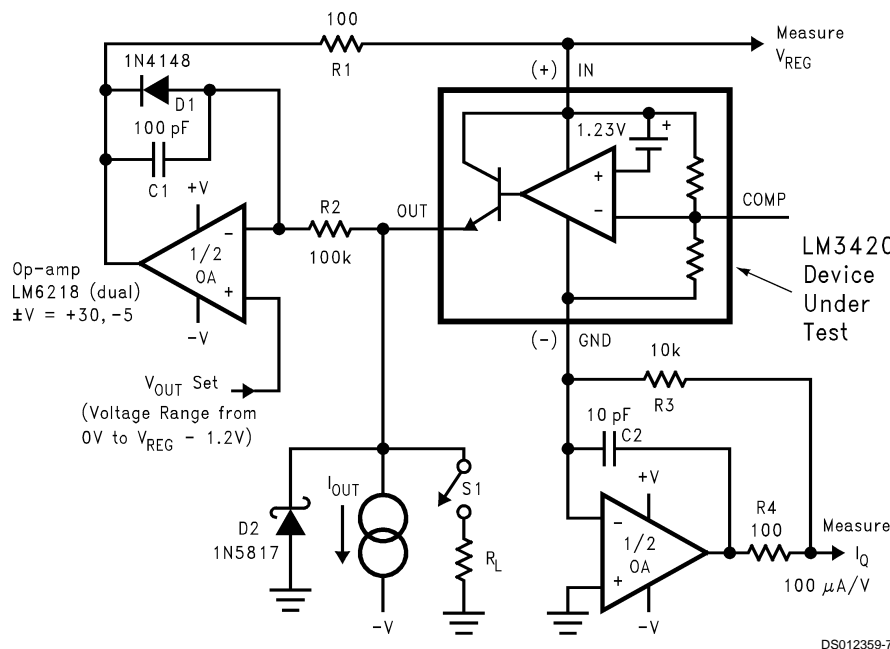 100
R1
Measure
V_REG
1N4148
D1
100 pF
C1
(+) IN
1.23V
+
+
−
COMP
OUT
R2
100k
+V
−
1/2
OA
+
−V
Op-amp
LM6218 (dual)
±V = +30,-5
V_OUT Set
(Voltage Range from
0V to V_REG - 1.2V)
LM3420
Device
Under
Test
(−) GND
10k
R3
10 pF
C2
+V
−
1/2
OA
+
−V
R4
100
Measure
I_Q
100 μA/V
I_OUT
S1
D2
1N5817
R_L
−V
DS012359-7